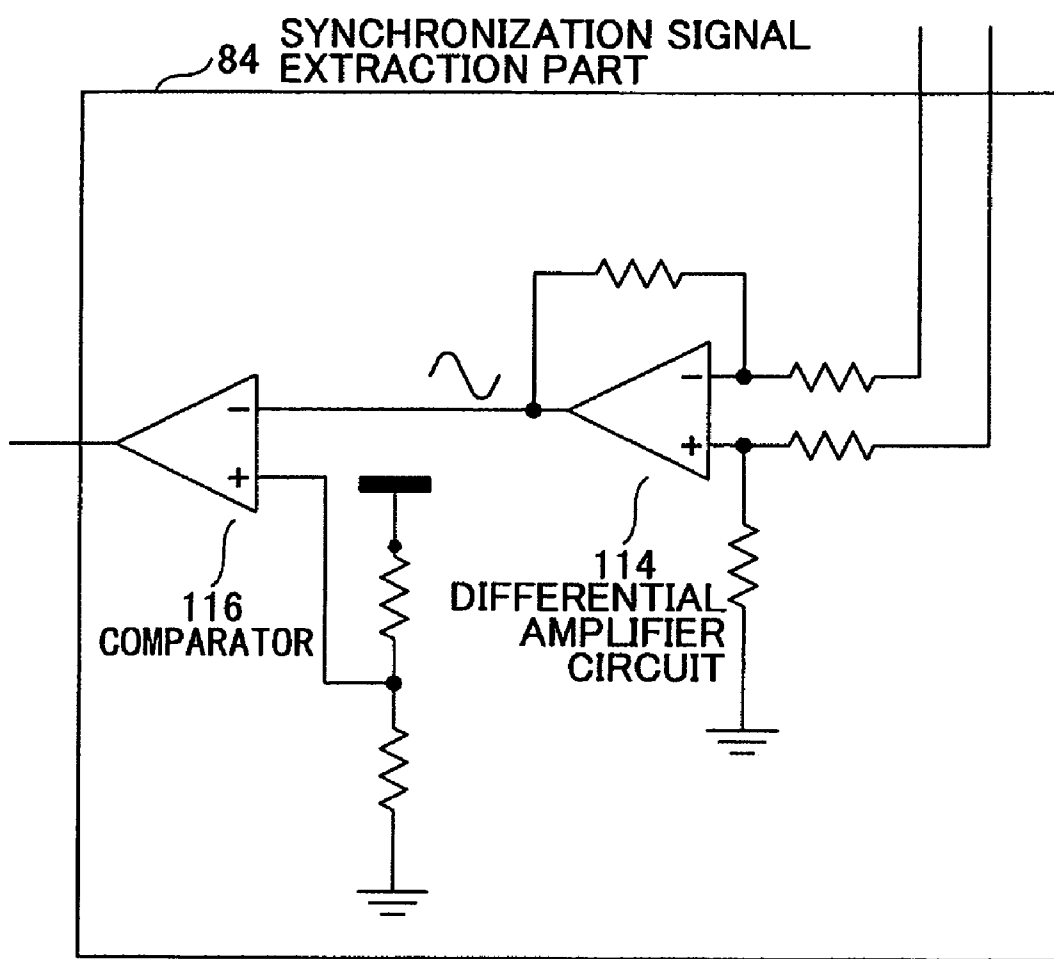 84
SYNCHRONIZATION SIGNAL
EXTRACTION PART
−
+
−
+
114
DIFFERENTIAL
AMPLIFIER
CIRCUIT
116
COMPARATOR